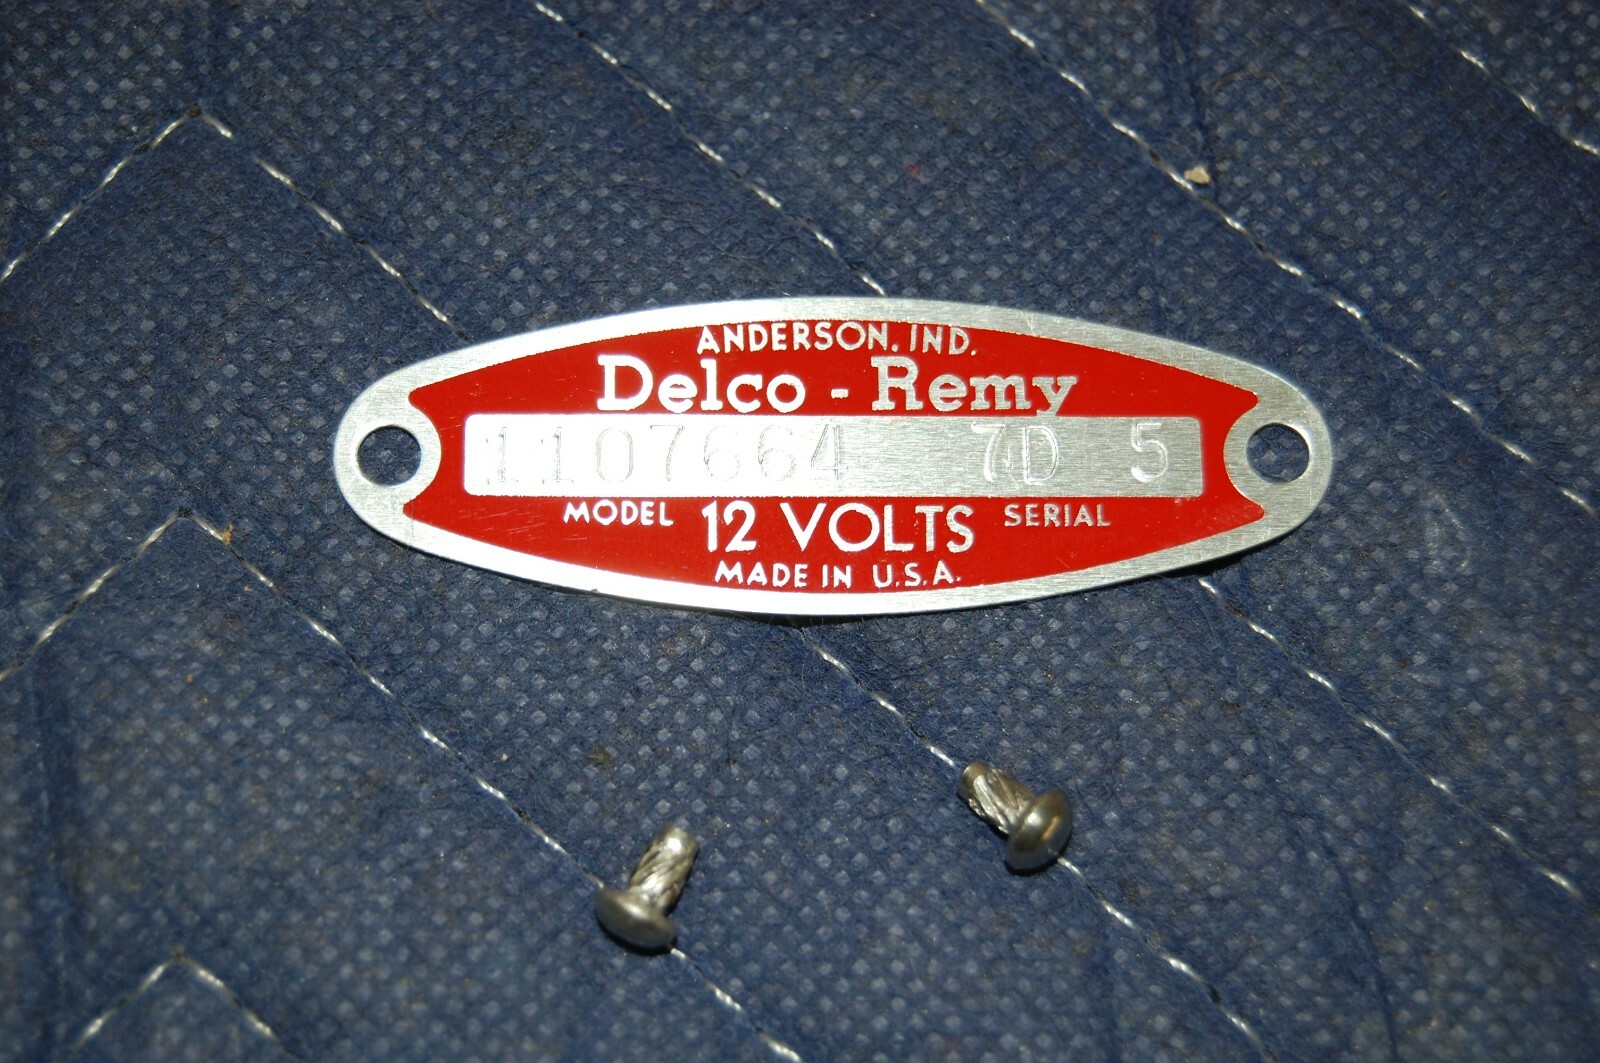 ANDERSON, IND.
Delco - Remy
1107664 7D 5
MODEL 12 VOLTS SERIAL
MADE IN U.S.A.